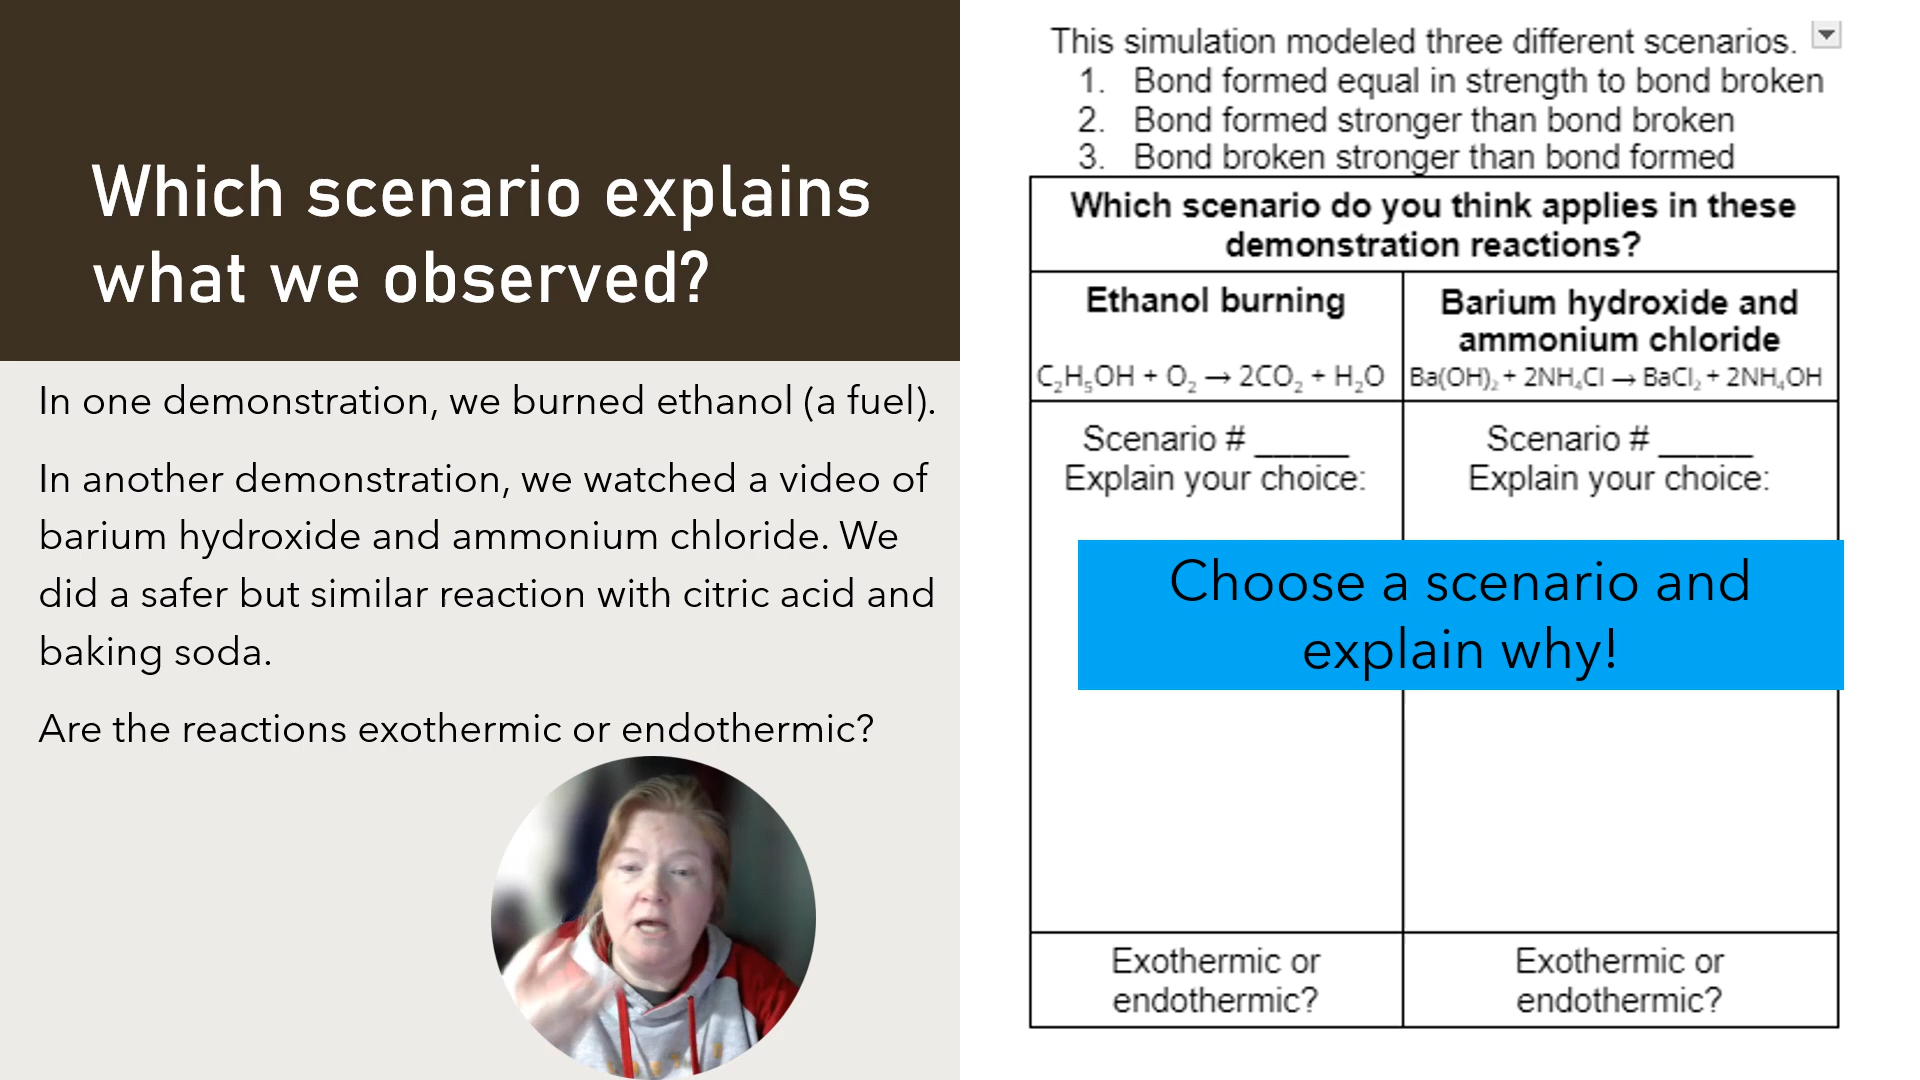 Which scenario explains
what we observed?
In one demonstration, we burned ethanol (a fuel).
In another demonstration, we watched a video of
barium hydroxide and ammonium chloride. We
did a safer but similar reaction with citric acid and
baking soda.
Are the reactions exothermic or endothermic?
This simulation modeled three different scenarios.
1. Bond formed equal in strength to bond broken
2. Bond formed stronger than bond broken
3. Bond broken stronger than bond formed
Which scenario do you think applies in these
demonstration reactions?
Ethanol burning
C₂H₅OH + O₂ → 2CO₂ + H₂O
Scenario # _____
Explain your choice:
Barium hydroxide and
ammonium chloride
Ba(OH)₂ + 2NH₄Cl → BaCl₂ + 2NH₄OH
Scenario # _____
Explain your choice:
Choose a scenario and
explain why!
Exothermic or
endothermic?
Exothermic or
endothermic?